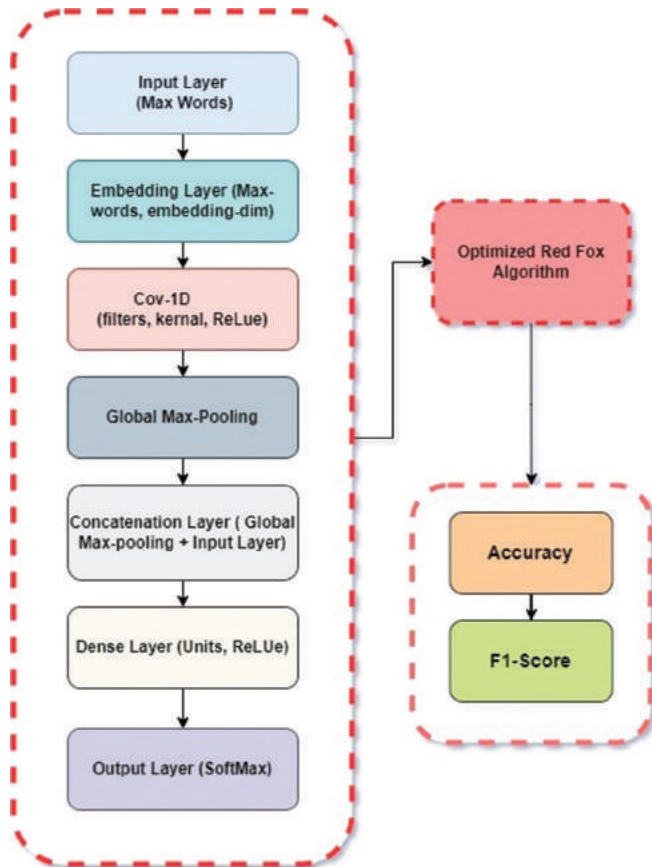 Input Layer
(Max Words)
Embedding Layer (Max-
words, embedding-dim)
Cov-1D
(filters, kernal, ReLue)
Global Max-Pooling
Concatenation Layer ( Global
Max-pooling + Input Layer)
Dense Layer (Units, ReLUe)
Output Layer (SoftMax)
Optimized Red Fox
Algorithm
Accuracy
F1-Score